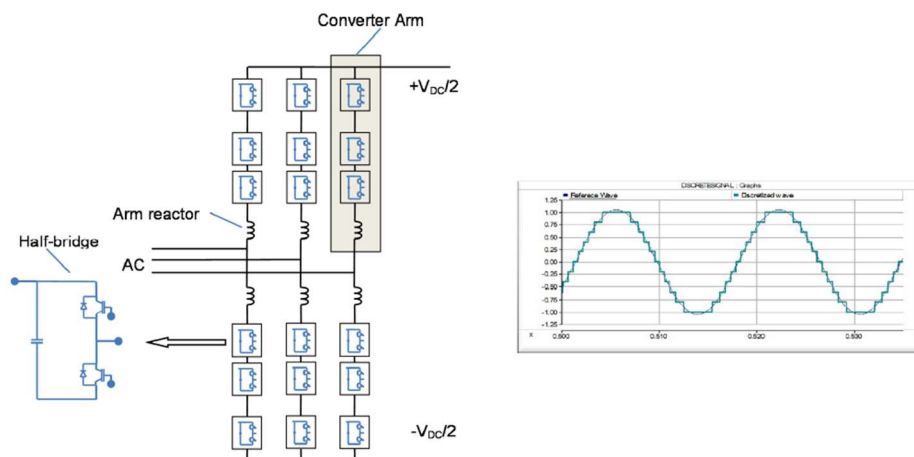 Converter Arm
+VDC/2
Arm reactor
Half-bridge
AC
-VDC/2
DISCRETESIGNAL : Graphs
Reference Wave
Discretized wave
1.25
1.00
0.75
0.50
0.25
0.00
-0.25
-0.50
-0.75
-1.00
-1.25
x
0.500
0.510
0.520
0.530